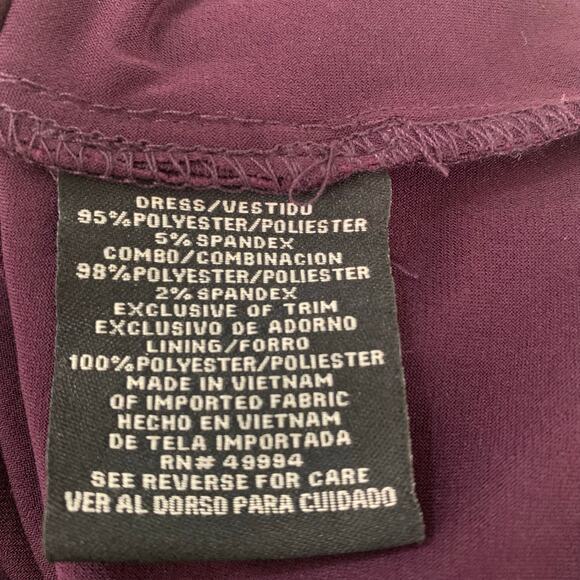 DRESS/VESTIDO
95%POLYESTER/POLIESTER
5% SPANDEX
COMBO/COMBINACION
98%POLYESTER/POLIESTER
2% SPANDEX
EXCLUSIVE OF TRIM
EXCLUSIVO DE ADORNO
LINING/FORRO
100%POLYESTER/POLIESTER
MADE IN VIETNAM
OF IMPORTED FABRIC
HECHO EN VIETNAM
DE TELA IMPORTADA
RN# 49994
SEE REVERSE FOR CARE
VER AL DORSO PARA CUIDADO